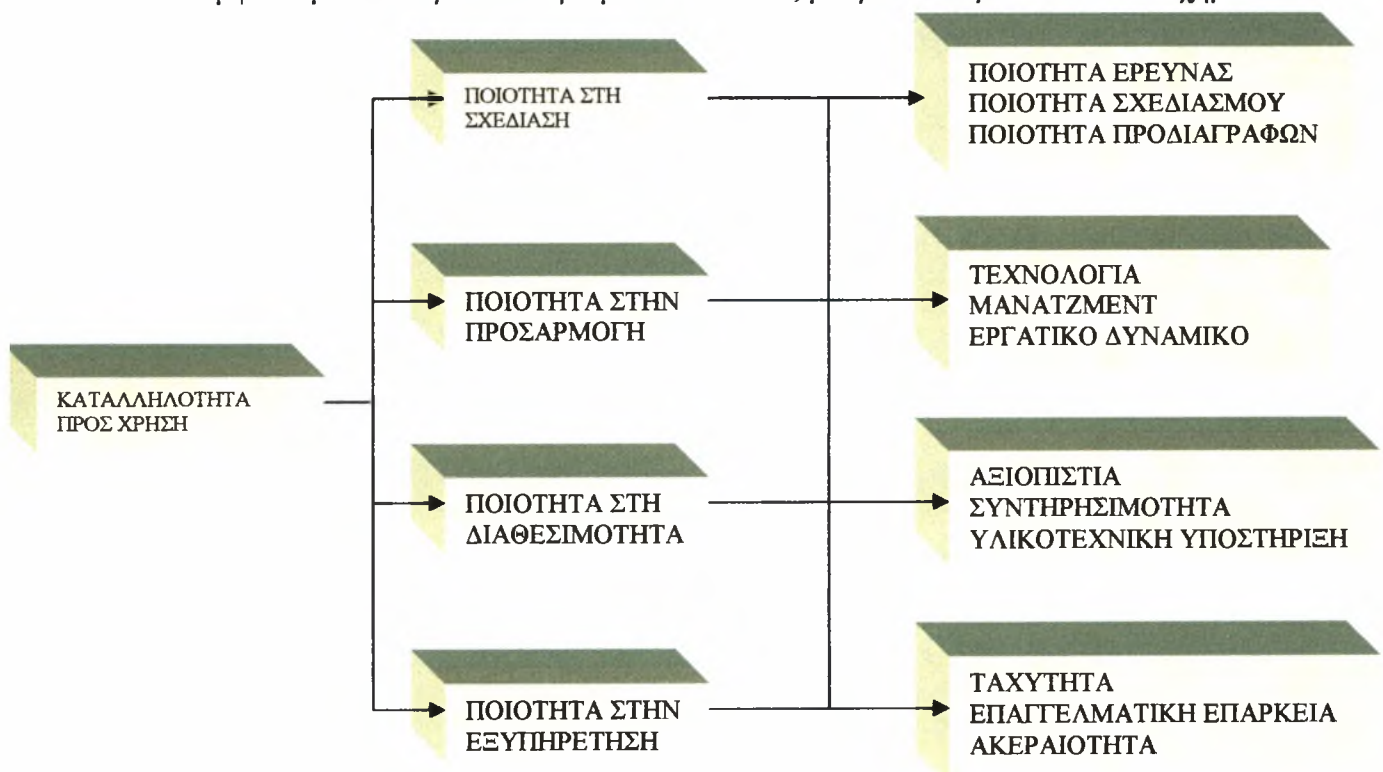 ΠΟΙΟΤΗΤΑ ΣΤΗ
ΣΧΕΔΙΑΣΗ
ΠΟΙΟΤΗΤΑ ΕΡΕΥΝΑΣ
ΠΟΙΟΤΗΤΑ ΣΧΕΔΙΑΣΜΟΥ
ΠΟΙΟΤΗΤΑ ΠΡΟΔΙΑΓΡΑΦΩΝ
ΠΟΙΟΤΗΤΑ ΣΤΗΝ
ΠΡΟΣΑΡΜΟΓΗ
ΤΕΧΝΟΛΟΓΙΑ
ΜΑΝΑΤΖΜΕΝΤ
ΕΡΓΑΤΙΚΟ ΔΥΝΑΜΙΚΟ
ΚΑΤΑΛΛΗΛΟΤΗΤΑ
ΠΡΟΣ ΧΡΗΣΗ
ΠΟΙΟΤΗΤΑ ΣΤΗ
ΔΙΑΘΕΣΙΜΟΤΗΤΑ
ΑΞΙΟΠΙΣΤΙΑ
ΣΥΝΤΗΡΗΣΙΜΟΤΗΤΑ
ΥΛΙΚΟΤΕΧΝΙΚΗ ΥΠΟΣΤΗΡΙΞΗ
ΠΟΙΟΤΗΤΑ ΣΤΗΝ
ΕΞΥΠΗΡΕΤΗΣΗ
ΤΑΧΥΤΗΤΑ
ΕΠΑΓΓΕΛΜΑΤΙΚΗ ΕΠΑΡΚΕΙΑ
ΑΚΕΡΑΙΟΤΗΤΑ